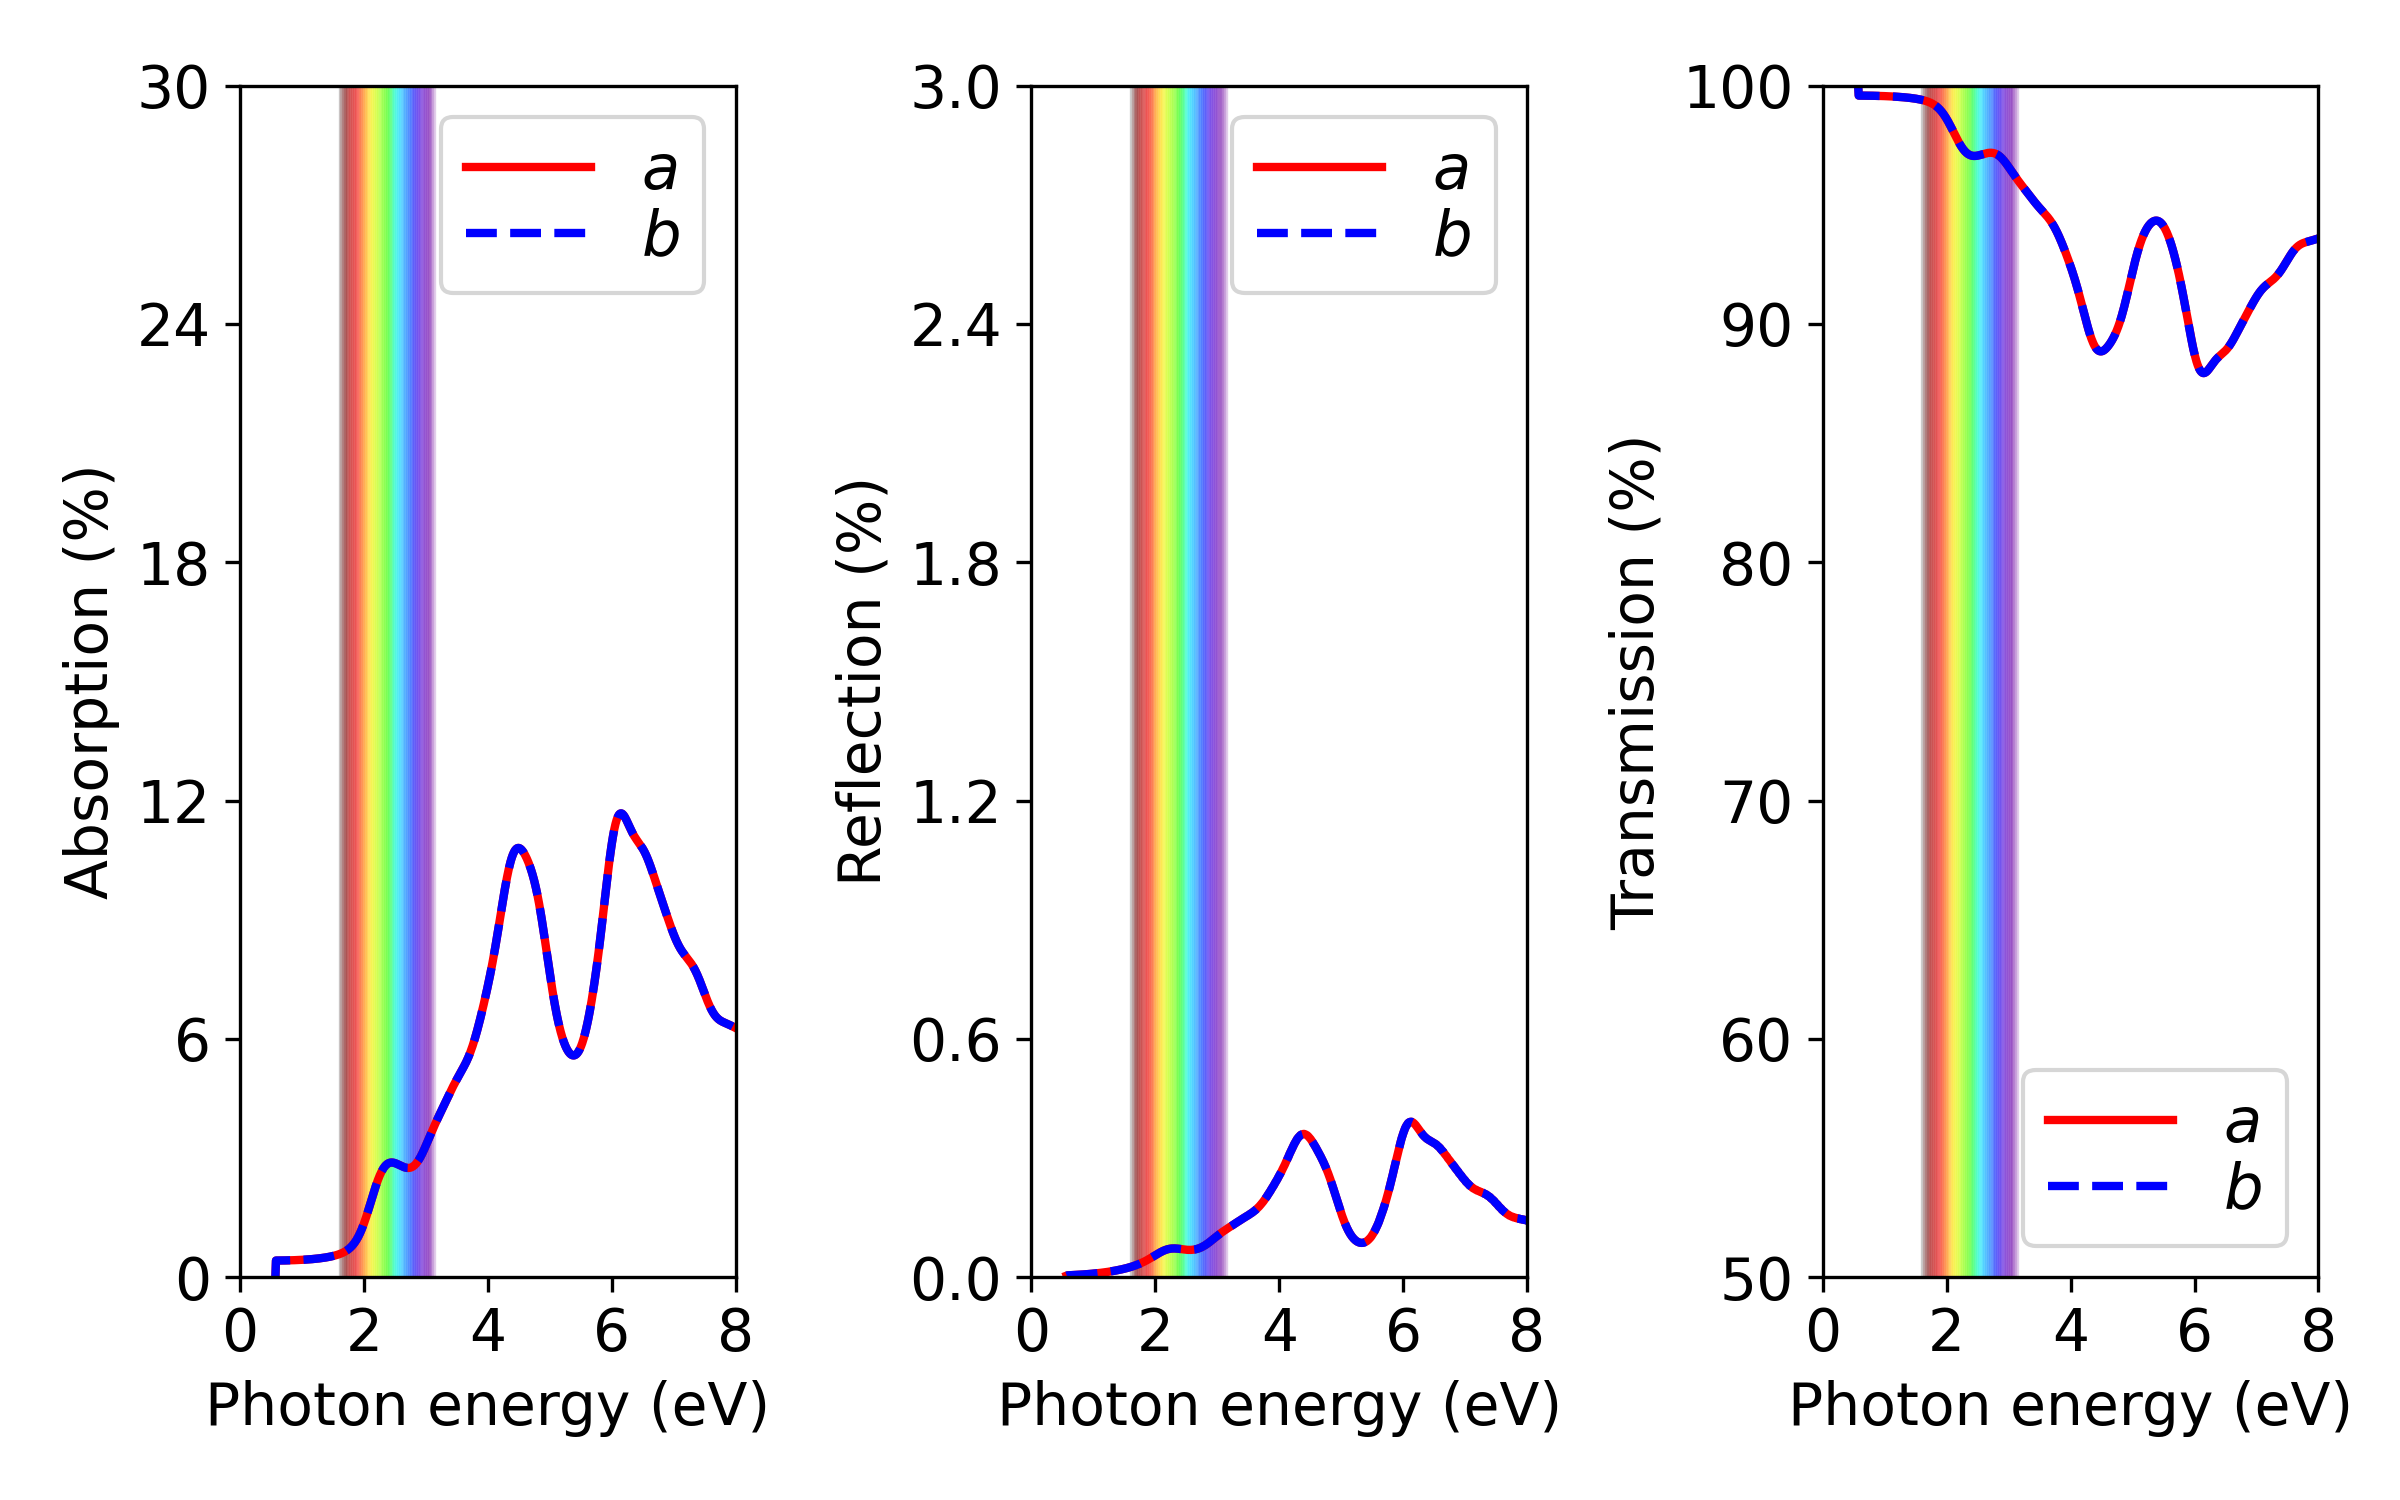 Absorption (%)
30
24
18
12
6
0
0 2 4 6 8
Photon energy (eV)
a
b
Reflection (%)
3.0
2.4
1.8
1.2
0.6
0.0
0 2 4 6 8
Photon energy (eV)
a
b
Transmission (%)
100
90
80
70
60
50
0 2 4 6 8
Photon energy (eV)
a
b